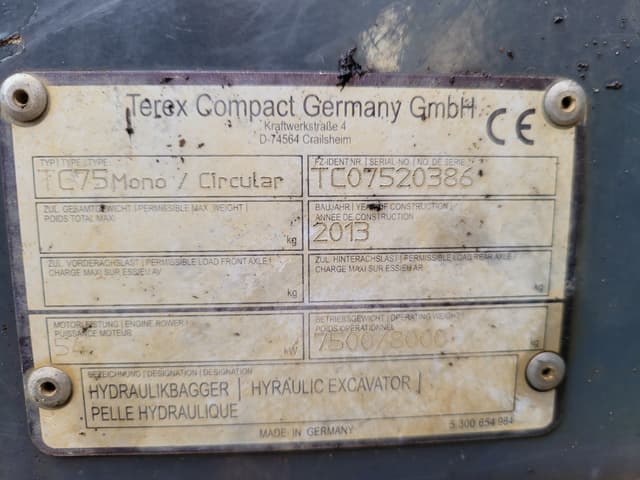 Terex Compact Germany GmbH
Kraftwerkstraße 4
D-74564 Crailsheim
CE
TYP | TYPE | TYPE
TC75 Mono / Circular
FZ-IDENT NR. | SERIAL-NO | NO. DE SERIE
TC07520386
ZUL. GESAMTGEWICHT | PERMISSIBLE MAX. WEIGHT |
POIDS TOTAL MAXI
kg
BAUJAHR | YEAR OF CONSTRUCTION |
ANNEE DE CONSTRUCTION
2013
ZUL. VORDERACHSLAST | PERMISSIBLE LOAD FRONT AXLE /
CHARGE MAXI SUR ESSIEU AV
kg
ZUL. HINTERACHSLAST | PERMISSIBLE LOAD REAR AXLE /
CHARGE MAXI SUR ESSIEU AR
kg
MOTORLEISTUNG | ENGINE POWER /
PUISSANCE MOTEUR
kW
BETRIEBSGEWICHT | OPERATING WEIGHT /
POIDS OPERATIONNEL
7500/8000
BEZEICHNUNG | DESIGNATION | DESIGNATION
HYDRAULIKBAGGER | HYRAULIC EXCAVATOR |
PELLE HYDRAULIQUE
MADE IN GERMANY
5 300 654 984